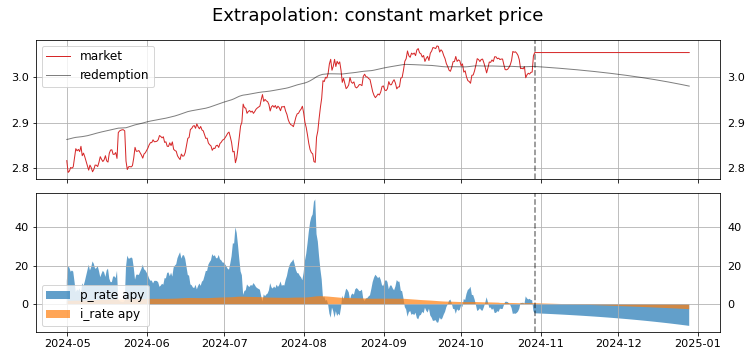 Extrapolation: constant market price
market
redemption
3.0 3.0
2.9 2.9
2.8 2.8
40 40
20 20
0 0
p_rate apy
i_rate apy
2024-05 2024-06 2024-07 2024-08 2024-09 2024-10 2024-11 2024-12 2025-01